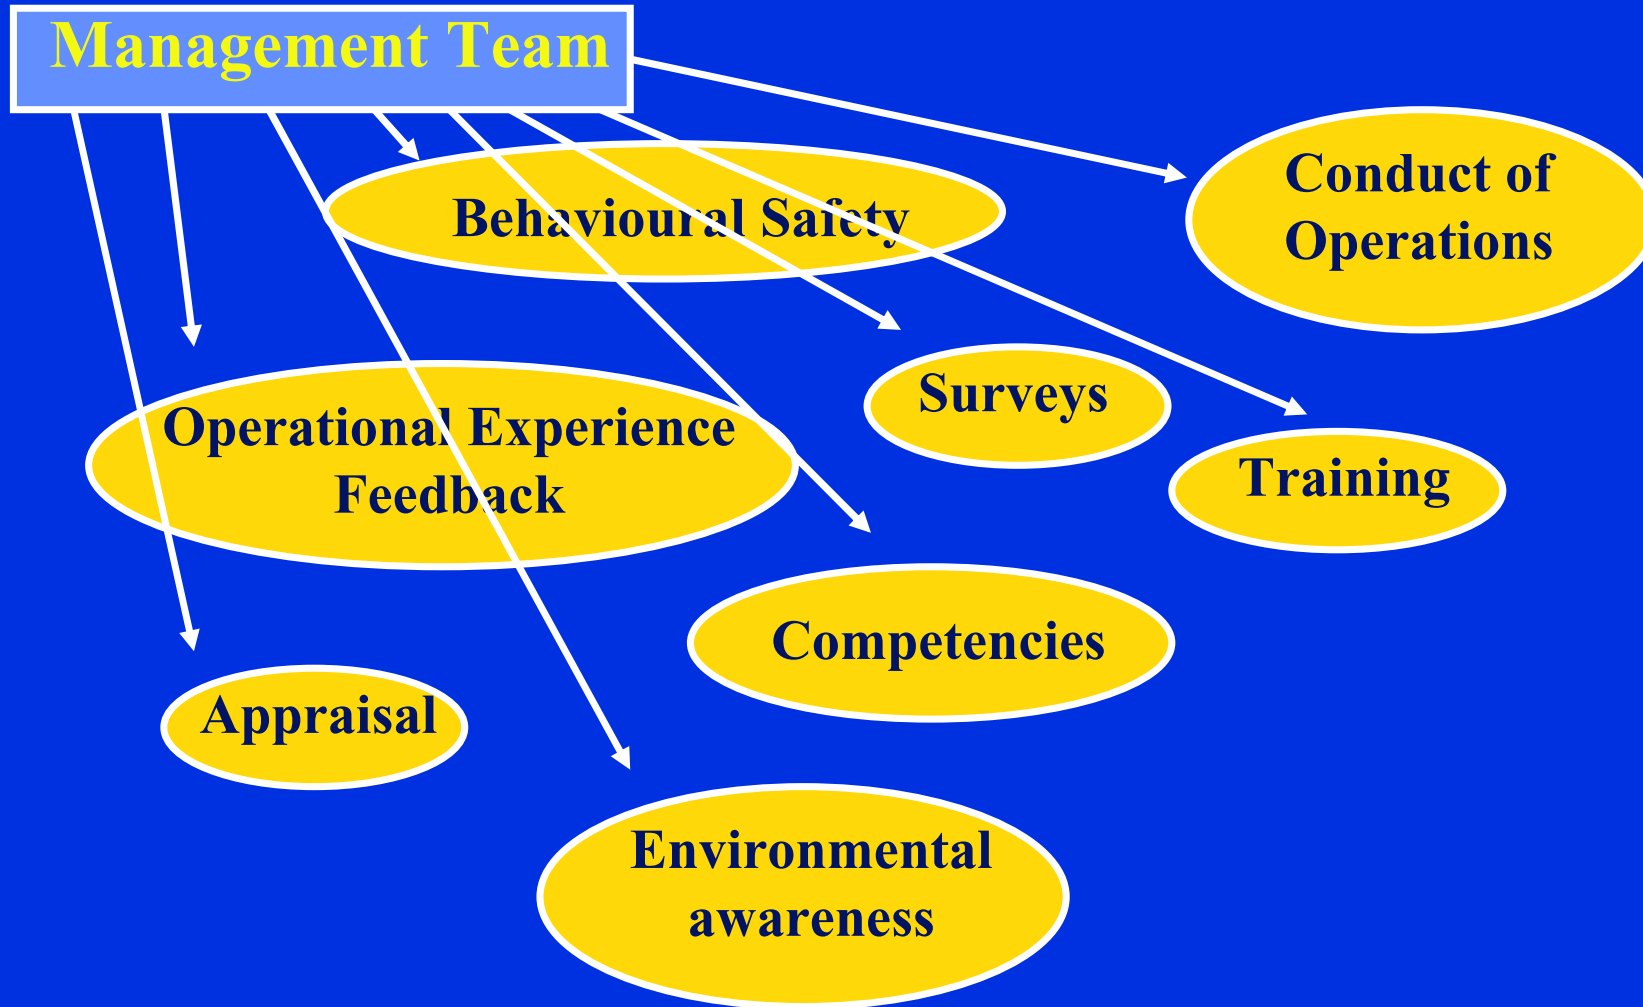 Management Team
Conduct of
Operations
Behavioural Safety
Surveys
Operational Experience
Feedback
Training
Competencies
Appraisal
Environmental
awareness